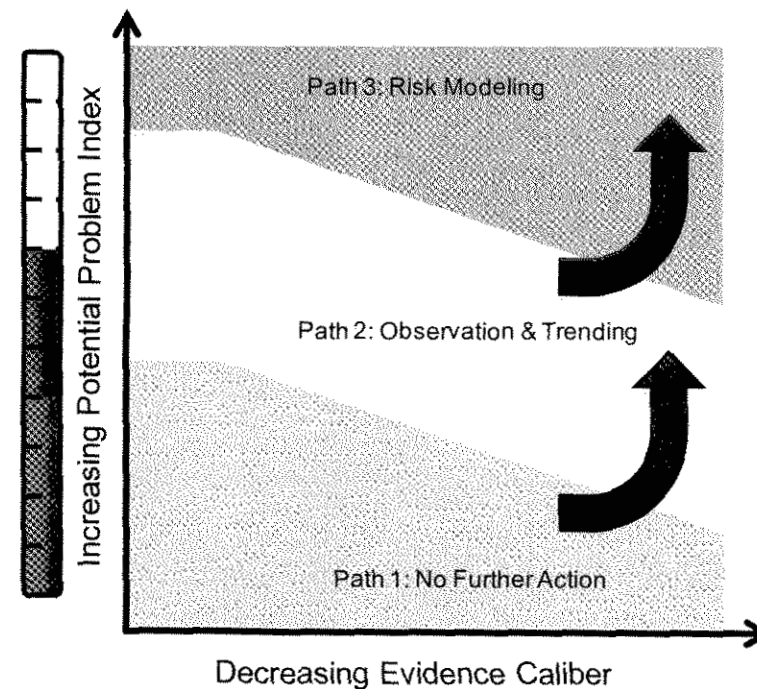 Path 3: Risk Modeling
Increasing Potential Problem Index
Path 2: Observation & Trending
Path 1: No Further Action
Decreasing Evidence Caliber